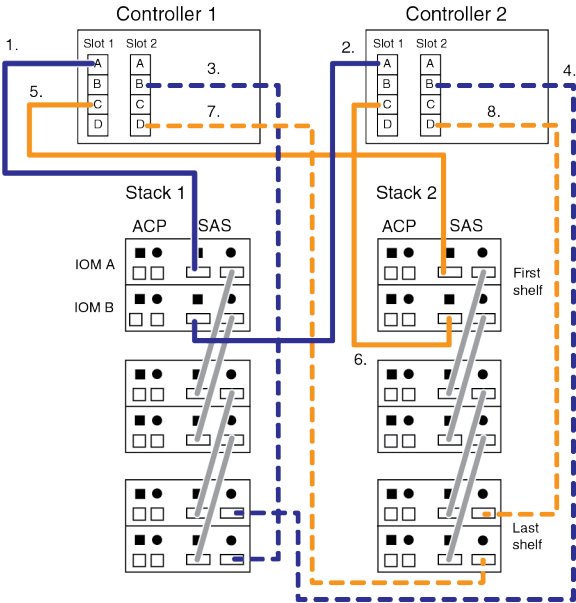 Controller 1
Controller 2
1.
Slot 1
Slot 2
2.
Slot 1
Slot 2
A
A
3.
A
A
4.
B
B
B
B
5.
C
C
7.
C
C
8.
D
D
D
D
Stack 1
Stack 2
ACP
SAS
ACP
SAS
IOM A
First
shelf
IOM B
6.
Last
shelf